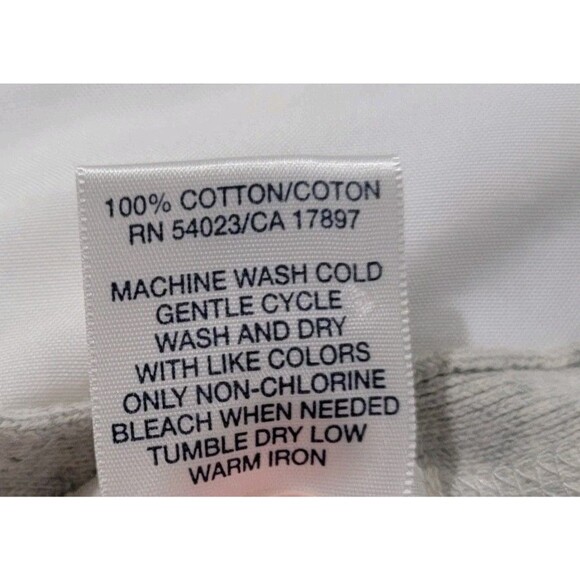 100% COTTON/COTON
RN 54023/CA 17897
MACHINE WASH COLD
GENTLE CYCLE
WASH AND DRY
WITH LIKE COLORS
ONLY NON-CHLORINE
BLEACH WHEN NEEDED
TUMBLE DRY LOW
WARM IRON